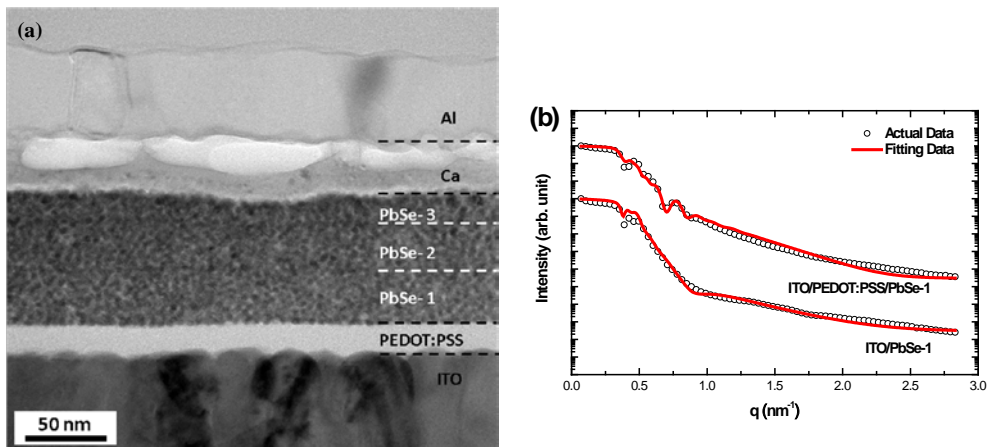 (a)
Al
Ca
PbSe-3
PbSe-2
PbSe-1
PEDOT:PSS
ITO
50 nm
(b)
Actual Data
Fitting Data
Intensity (arb. unit)
ITO/PEDOT:PSS/PbSe-1
ITO/PbSe-1
0.0 0.5 1.0 1.5 2.0 2.5 3.0
q (nm⁻¹)